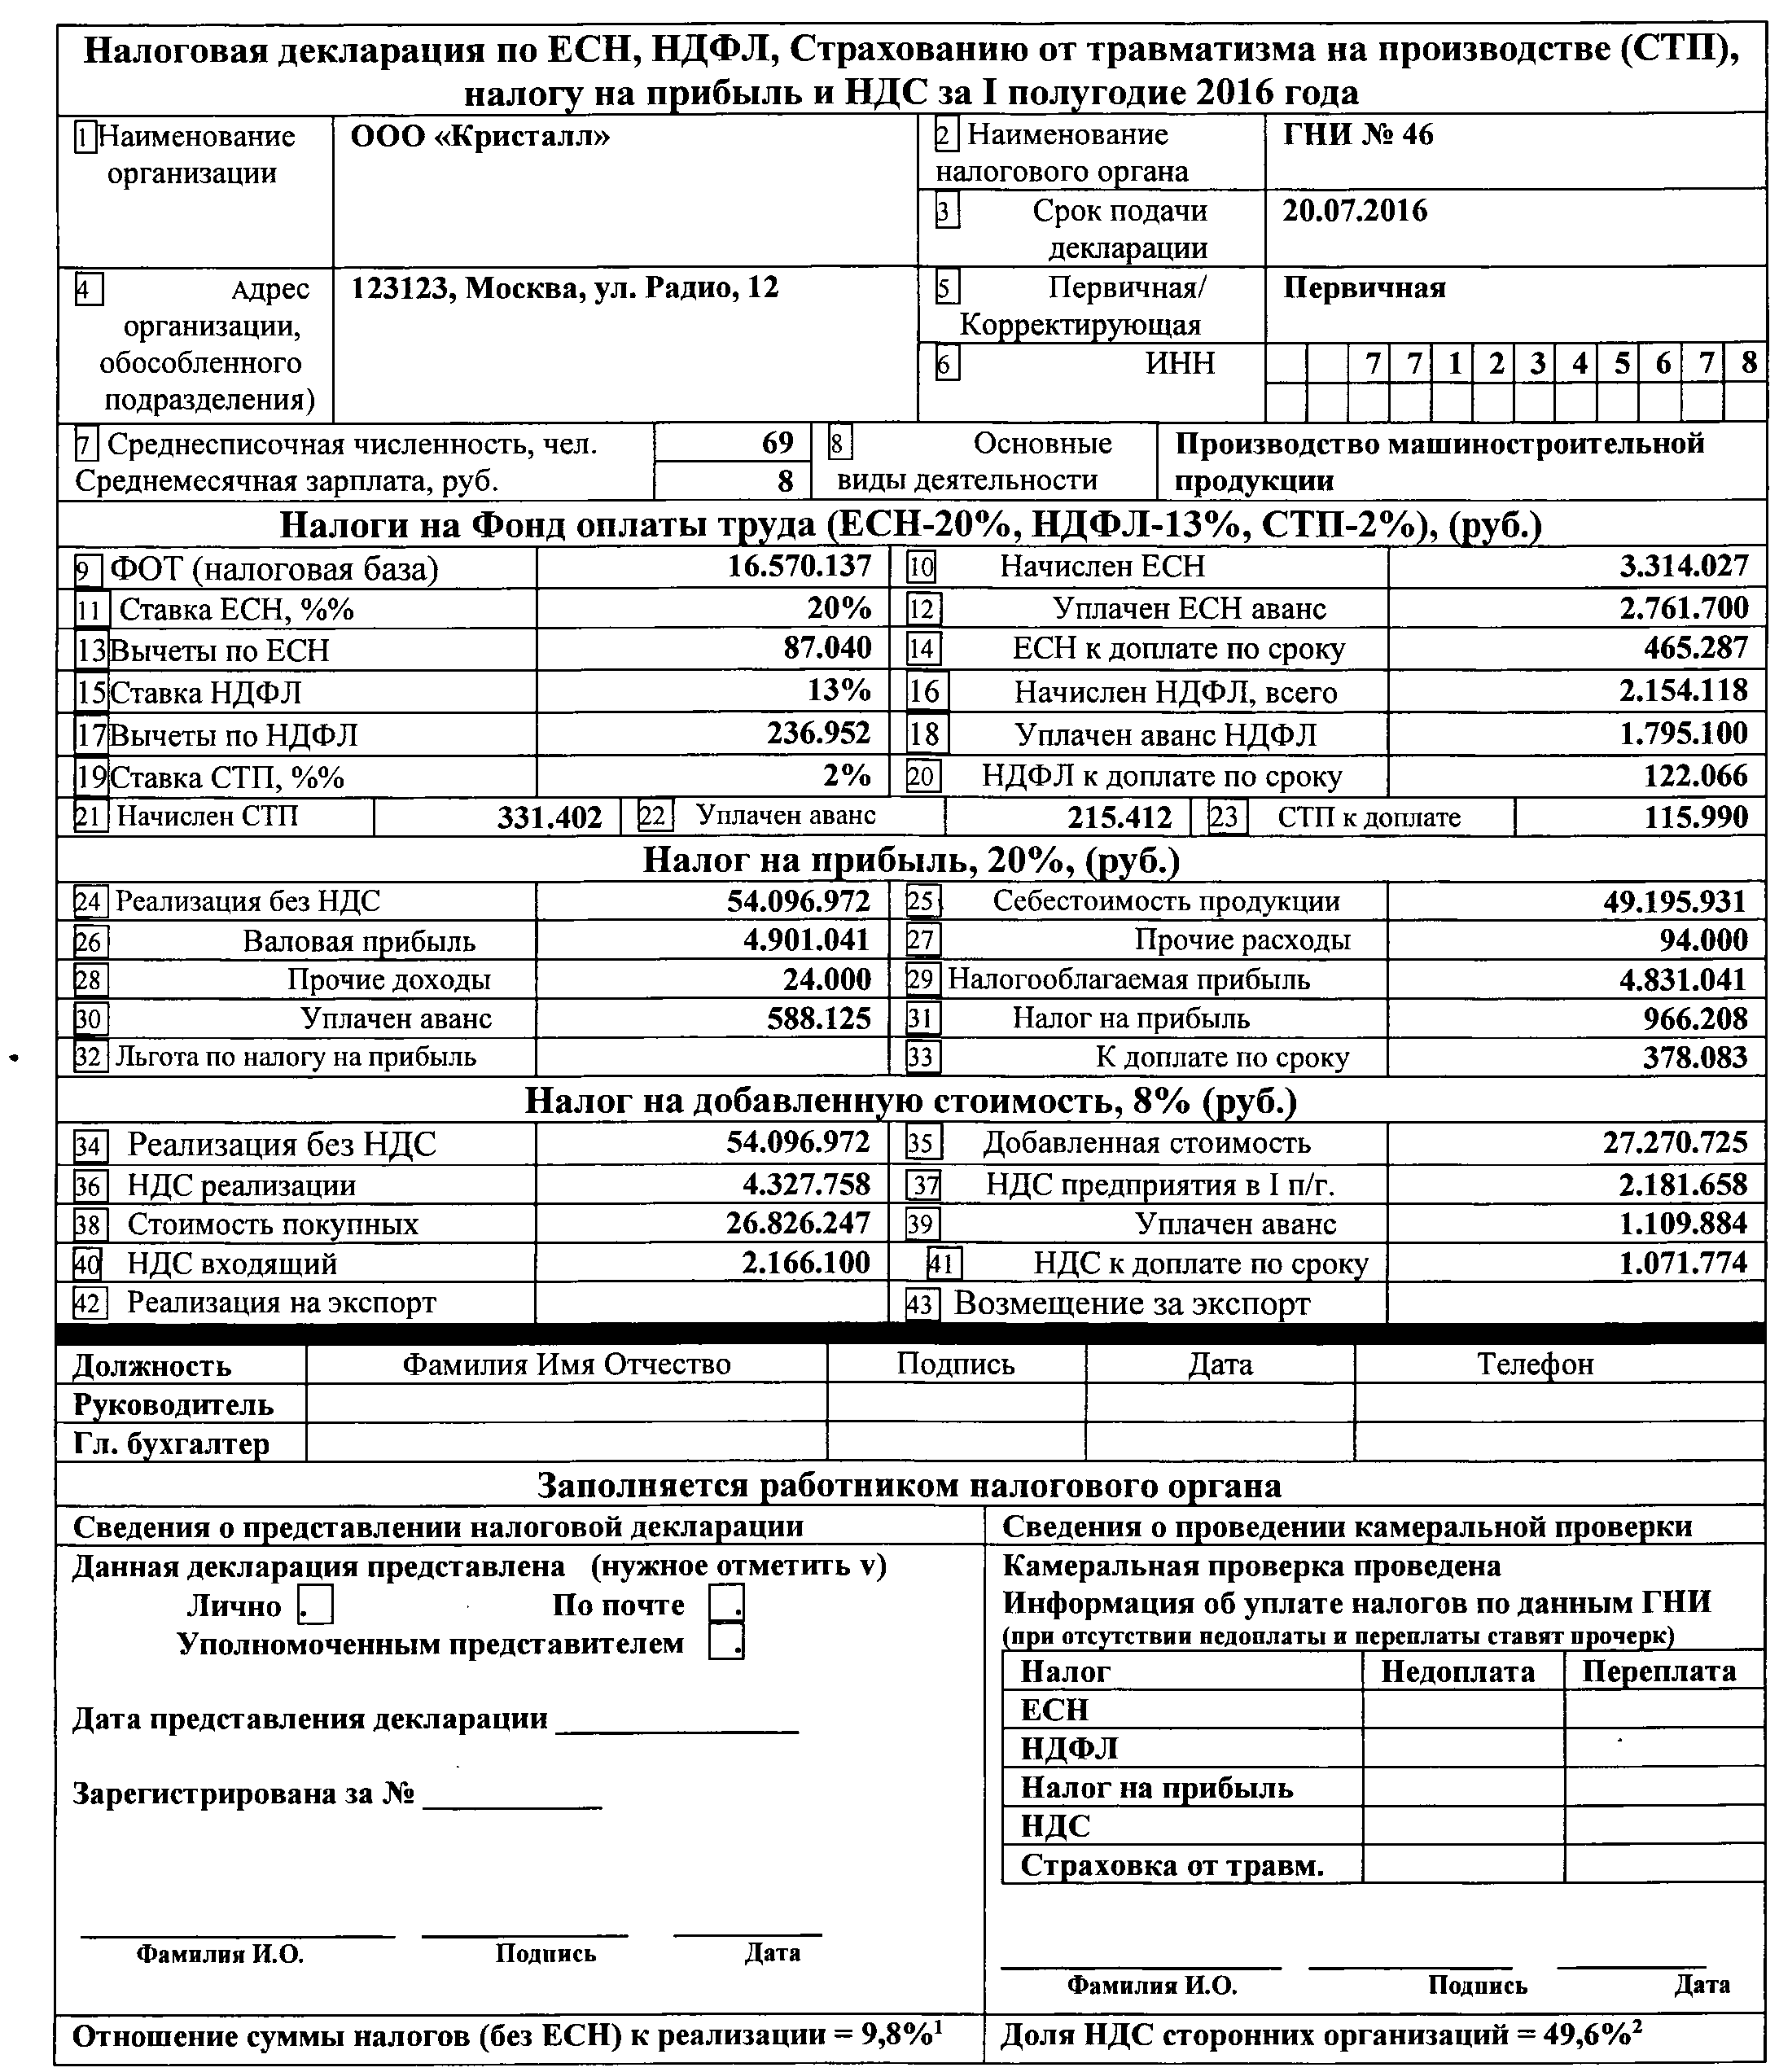 Налоговая декларация по ЕСН, НДФЛ, Страхованию от травматизма на производстве (СТП),
налогу на прибыль и НДС за I полугодие 2016 года
1 Наименование
организации
ООО «Кристалл»
2 Наименование
налогового органа
ГНИ № 46
3 Срок подачи
декларации
20.07.2016
4 Адрес
организации,
обособленного
подразделения)
123123, Москва, ул. Радио, 12
5 Первичная/
Корректирующая
Первичная
6 ИНН
7 7 1 2 3 4 5 6 7 8
7 Среднесписочная численность, чел. 69
Среднемесячная зарплата, руб. 8
8 Основные
виды деятельности
Производство машиностроительной
продукции
Налоги на Фонд оплаты труда (ЕСН-20%, НДФЛ-13%, СТП-2%), (руб.)
9 ФОТ (налоговая база) 16.570.137 10 Начислен ЕСН 3.314.027
11 Ставка ЕСН, %% 20% 12 Уплачен ЕСН аванс 2.761.700
13 Вычеты по ЕСН 87.040 14 ЕСН к доплате по сроку 465.287
15 Ставка НДФЛ 13% 16 Начислен НДФЛ, всего 2.154.118
17 Вычеты по НДФЛ 236.952 18 Уплачен аванс НДФЛ 1.795.100
19 Ставка СТП, %% 2% 20 НДФЛ к доплате по сроку 122.066
21 Начислен СТП 331.402 22 Уплачен аванс 215.412 23 СТП к доплате 115.990
Налог на прибыль, 20%, (руб.)
24 Реализация без НДС 54.096.972 25 Себестоимость продукции 49.195.931
26 Валовая прибыль 4.901.041 27 Прочие расходы 94.000
28 Прочие доходы 24.000 29 Налогооблагаемая прибыль 4.831.041
30 Уплачен аванс 588.125 31 Налог на прибыль 966.208
32 Льгота по налогу на прибыль 33 К доплате по сроку 378.083
Налог на добавленную стоимость, 8% (руб.)
34 Реализация без НДС 54.096.972 35 Добавленная стоимость 27.270.725
36 НДС реализации 4.327.758 37 НДС предприятия в I п/г. 2.181.658
38 Стоимость покупных 26.826.247 39 Уплачен аванс 1.109.884
40 НДС входящий 2.166.100 41 НДС к доплате по сроку 1.071.774
42 Реализация на экспорт 43 Возмещение за экспорт
Должность Фамилия Имя Отчество Подпись Дата Телефон
Руководитель
Гл. бухгалтер
Заполняется работником налогового органа
Сведения о представлении налоговой декларации
Данная декларация представлена (нужное отметить v)
Лично По почте
Уполномоченным представителем
Дата представления декларации
Зарегистрирована за №
Фамилия И.О. Подпись Дата
Сведения о проведении камеральной проверки
Камеральная проверка проведена
Информация об уплате налогов по данным ГНИ
(при отсутствии недоплаты и переплаты ставят прочерк)
Налог Недоплата Переплата
ЕСН
НДФЛ
Налог на прибыль
НДС
Страховка от травм.
Фамилия И.О. Подпись Дата
Отношение суммы налогов (без ЕСН) к реализации = 9,8%¹
Доля НДС сторонних организаций = 49,6%²